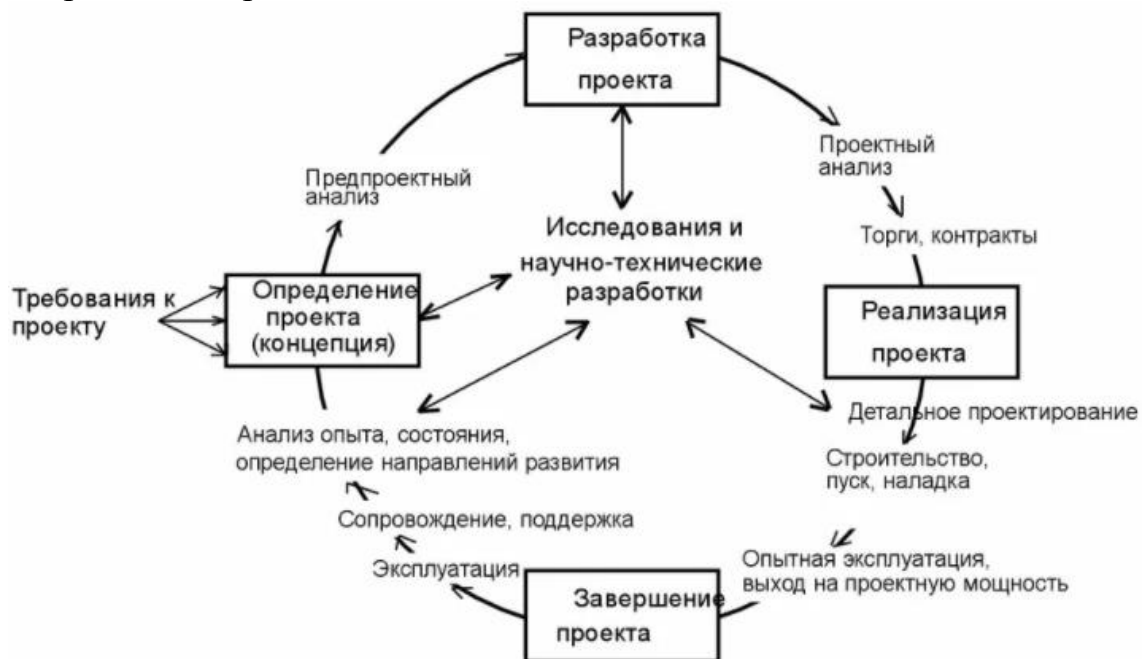 Разработка
проекта
Проектный
анализ
Предпроектный
анализ
Исследования и
научно-технические
разработки
Торги, контракты
Требования к
проекту
Определение
проекта
(концепция)
Реализация
проекта
Детальное проектирование
Анализ опыта, состояния,
определение направлений развития
Строительство,
пуск, наладка
Сопровождение, поддержка
Эксплуатация
Опытная эксплуатация,
выход на проектную мощность
Завершение
проекта